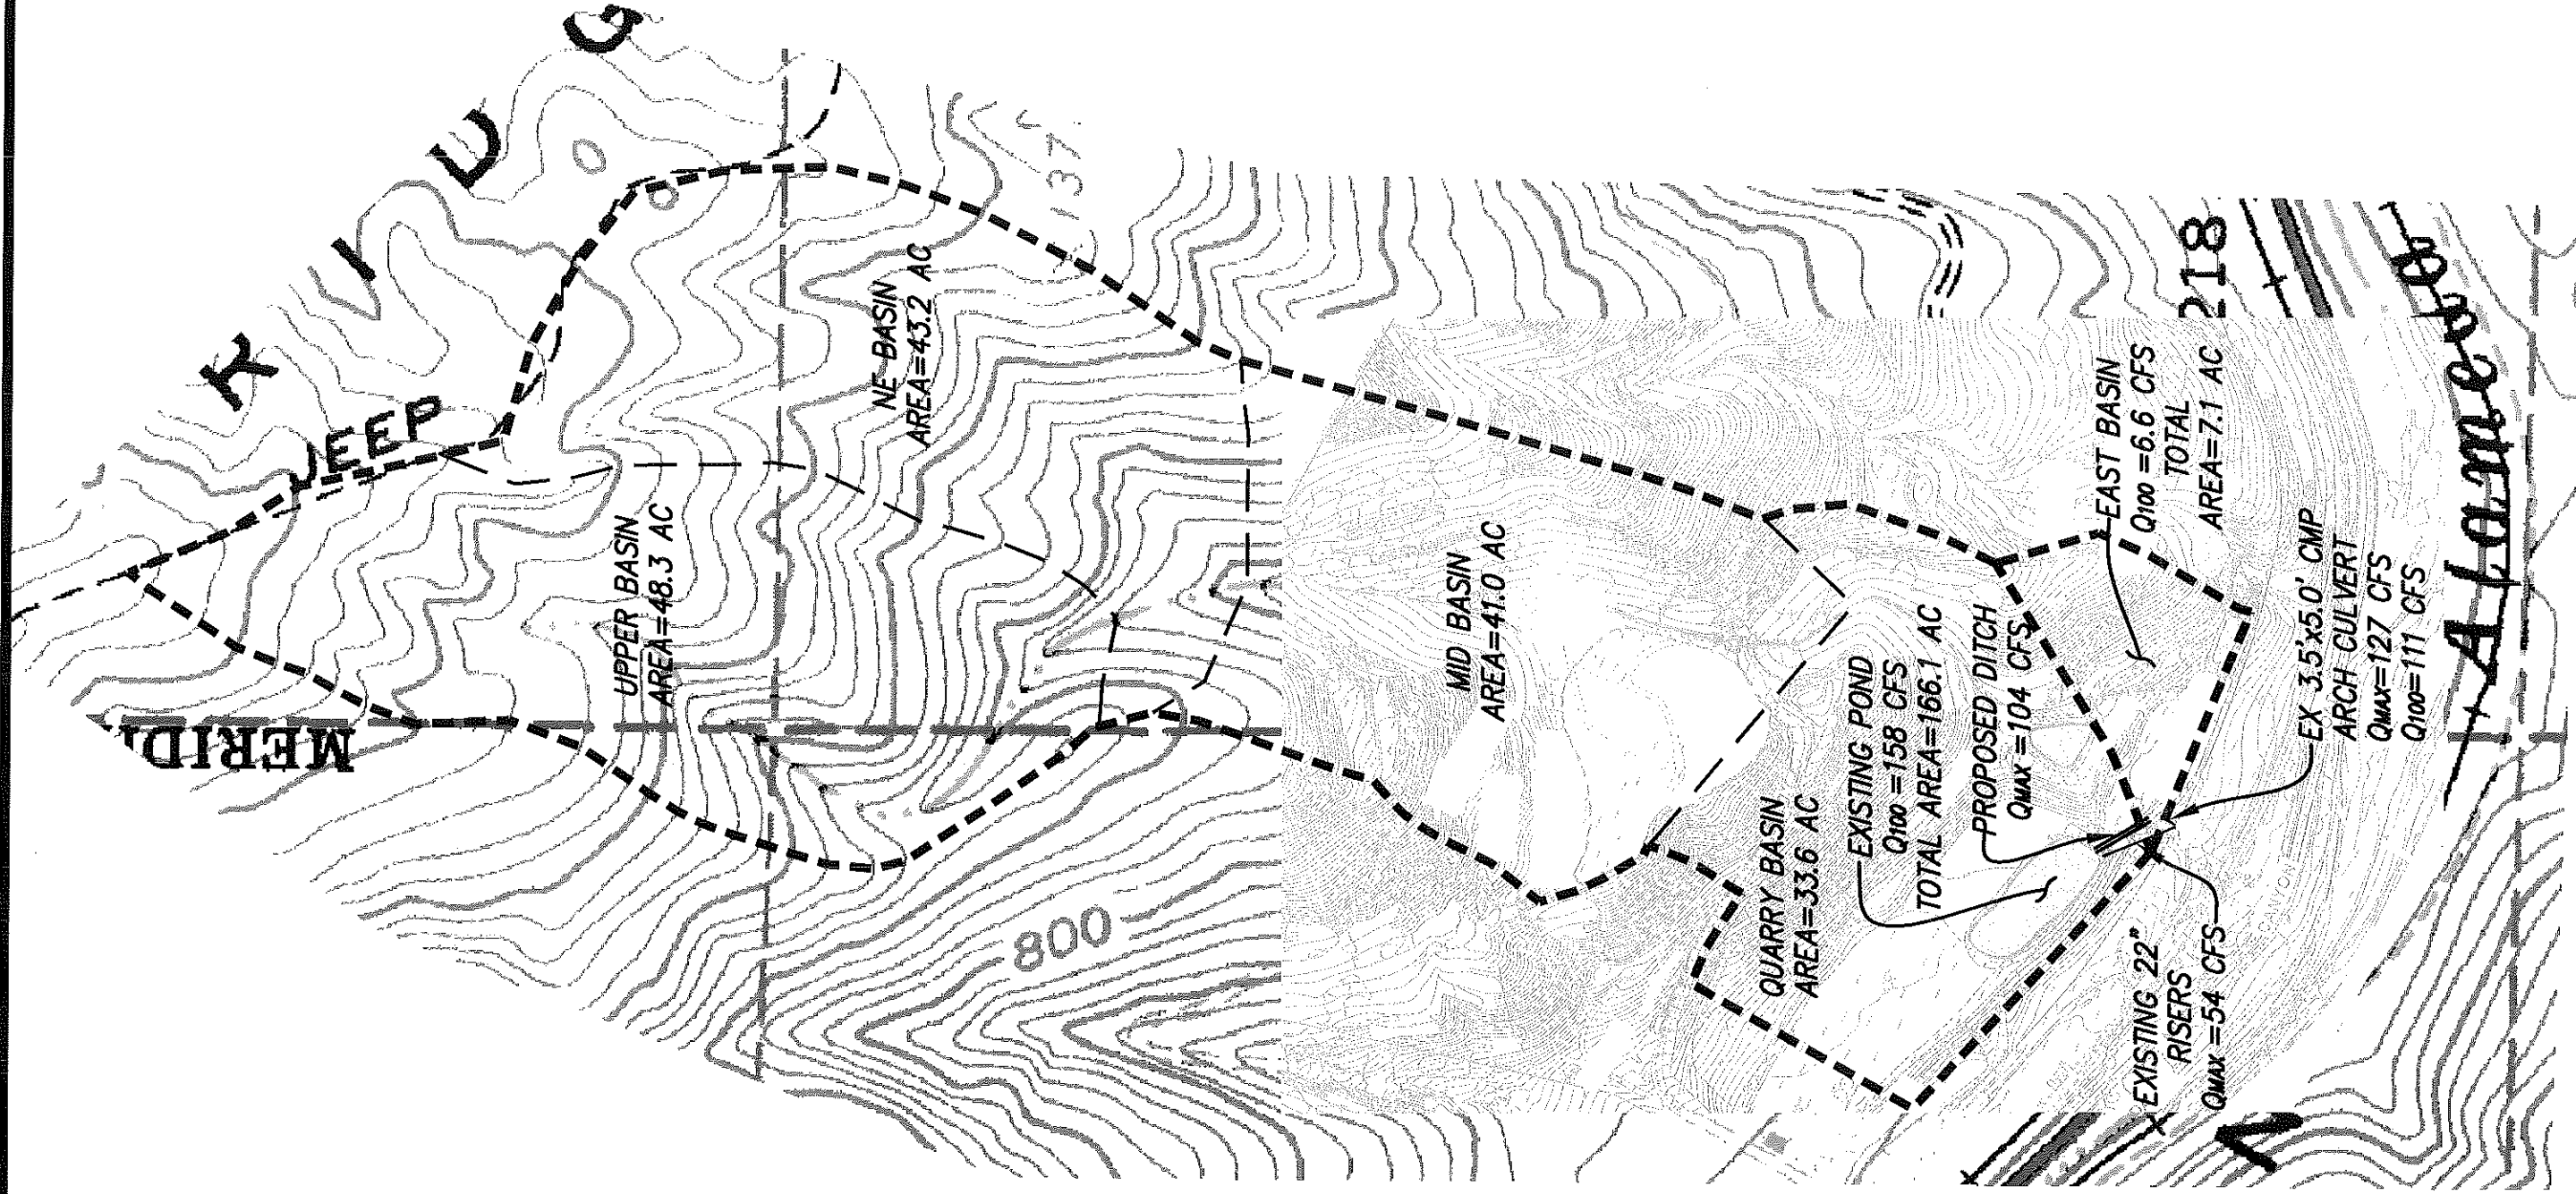 JEEP
MERIDI
UPPER BASIN
AREA=48.3 AC
NE BASIN
AREA=43.2 AC
137
800
MID BASIN
AREA=41.0 AC
QUARRY BASIN
AREA=33.6 AC
EXISTING POND
Q100 =158 CFS
TOTAL AREA=166.1 AC
PROPOSED DITCH
QMAX =104 CFS
EAST BASIN
Q100 =6.6 CFS
TOTAL
AREA=7.1 AC
EXISTING 22"
RISERS
QMAX =54 CFS
EX 3.5'x5.0' CMP
ARCH CULVERT
QMAX=127 CFS
Q100=111 CFS
218
Alameda
K I U G